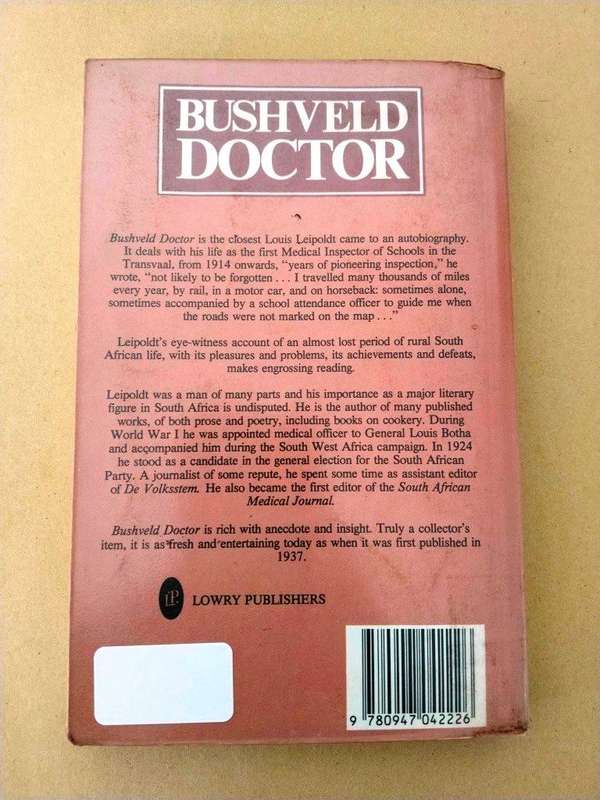 BUSHVELD
DOCTOR
Bushveld Doctor is the closest Louis Leipoldt came to an autobiography.
It deals with his life as the first Medical Inspector of Schools in the
Transvaal, from 1914 onwards, “years of pioneering inspection,” he
wrote, “not likely to be forgotten . . . I travelled many thousands of miles
every year, by rail, in a motor car, and on horseback: sometimes alone,
sometimes accompanied by a school attendance officer to guide me when
the roads were not marked on the map . . .”
Leipoldt’s eye-witness account of an almost lost period of rural South
African life, with its pleasures and problems, its achievements and defeats,
makes engrossing reading.
Leipoldt was a man of many parts and his importance as a major literary
figure in South Africa is undisputed. He is the author of many published
works, of both prose and poetry, including books on cookery. During
World War I he was appointed medical officer to General Louis Botha
and accompanied him during the South West Africa campaign. In 1924
he stood as a candidate in the general election for the South African
Party. A journalist of some repute, he spent some time as assistant editor
of De Volksstem. He also became the first editor of the South African
Medical Journal.
Bushveld Doctor is rich with anecdote and insight. Truly a collector’s
item, it is as fresh and entertaining today as when it was first published in
1937.
LP. LOWRY PUBLISHERS
9 780947 042226